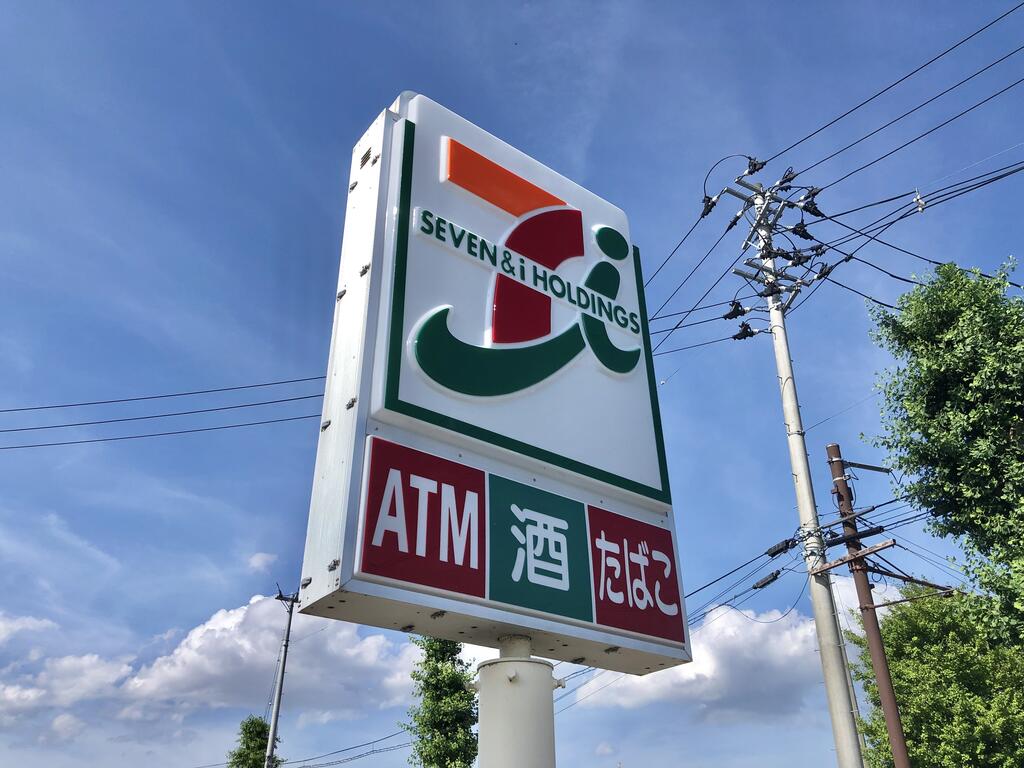 SEVEN & i HOLDINGS
ATM 酒 たばこ